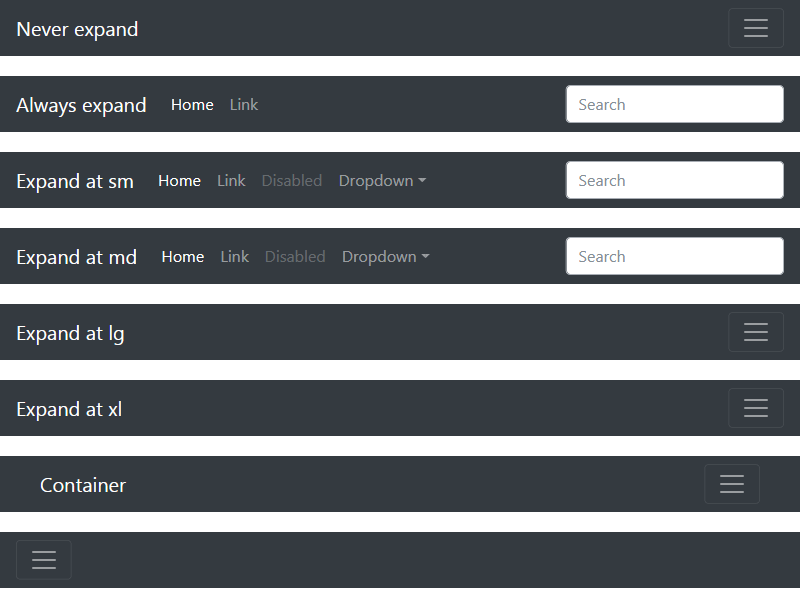 Never expand
Always expand Home Link Search
Expand at sm Home Link Disabled Dropdown Search
Expand at md Home Link Disabled Dropdown Search
Expand at lg
Expand at xl
Container